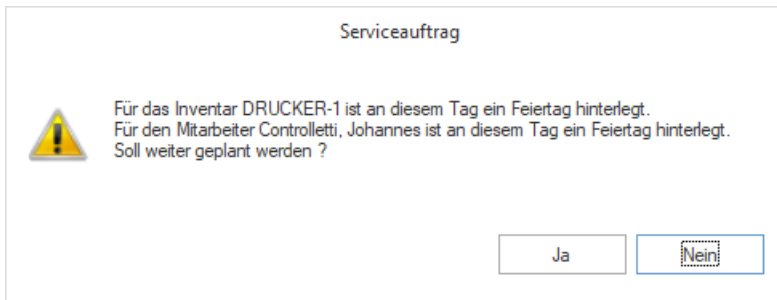 Serviceauftrag
Für das Inventar DRUCKER-1 ist an diesem Tag ein Feiertag hinterlegt.
Für den Mitarbeiter Controlletti, Johannes ist an diesem Tag ein Feiertag hinterlegt.
Soll weiter geplant werden ?
Ja
Nein